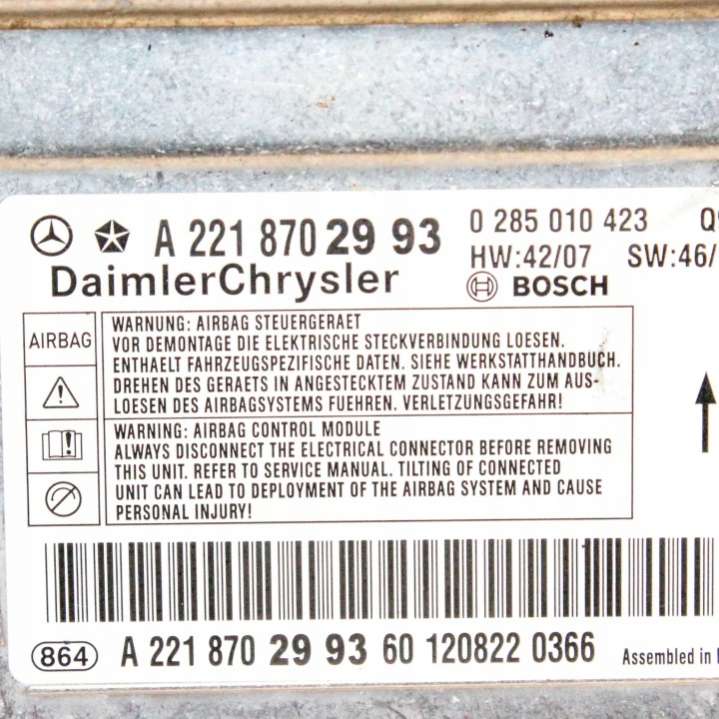 A 221 870 29 93 0 285 010 423
HW:42/07 SW:46/
DaimlerChrysler BOSCH
AIRBAG
WARNUNG: AIRBAG STEUERGERAET
VOR DEMONTAGE DIE ELEKTRISCHE STECKVERBINDUNG LOESEN.
ENTHAELT FAHRZEUGSPEZIFISCHE DATEN. SIEHE WERKSTATTHANDBUCH.
DREHEN DES GERAETS IN ANGESTECKTEM ZUSTAND KANN ZUM AUS-
LOESEN DES AIRBAGSYSTEMS FUEHREN. VERLETZUNGSGEFAHR!
WARNING: AIRBAG CONTROL MODULE
ALWAYS DISCONNECT THE ELECTRICAL CONNECTOR BEFORE REMOVING
THIS UNIT. REFER TO SERVICE MANUAL. TILTING OF CONNECTED
UNIT CAN LEAD TO DEPLOYMENT OF THE AIRBAG SYSTEM AND CAUSE
PERSONAL INJURY!
864 A 221 870 29 93 60 120822 0366 Assembled in